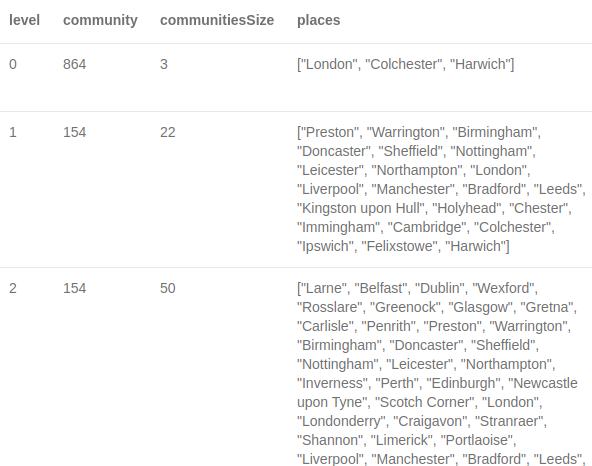 level community communitiesSize places
0 864 3 ["London", "Colchester", "Harwich"]
1 154 22 ["Preston", "Warrington", "Birmingham",
"Doncaster", "Sheffield", "Nottingham",
"Leicester", "Northampton", "London",
"Liverpool", "Manchester", "Bradford", "Leeds",
"Kingston upon Hull", "Holyhead", "Chester",
"Immingham", "Cambridge", "Colchester",
"Ipswich", "Felixstowe", "Harwich"]
2 154 50 ["Larne", "Belfast", "Dublin", "Wexford",
"Rosslare", "Greenock", "Glasgow", "Gretna",
"Carlisle", "Penrith", "Preston", "Warrington",
"Birmingham", "Doncaster", "Sheffield",
"Nottingham", "Leicester", "Northampton",
"Inverness", "Perth", "Edinburgh", "Newcastle
upon Tyne", "Scotch Corner", "London",
"Londonderry", "Craigavon", "Stranraer",
"Shannon", "Limerick", "Portlaoise",
"Liverpool", "Manchester", "Bradford", "Leeds",